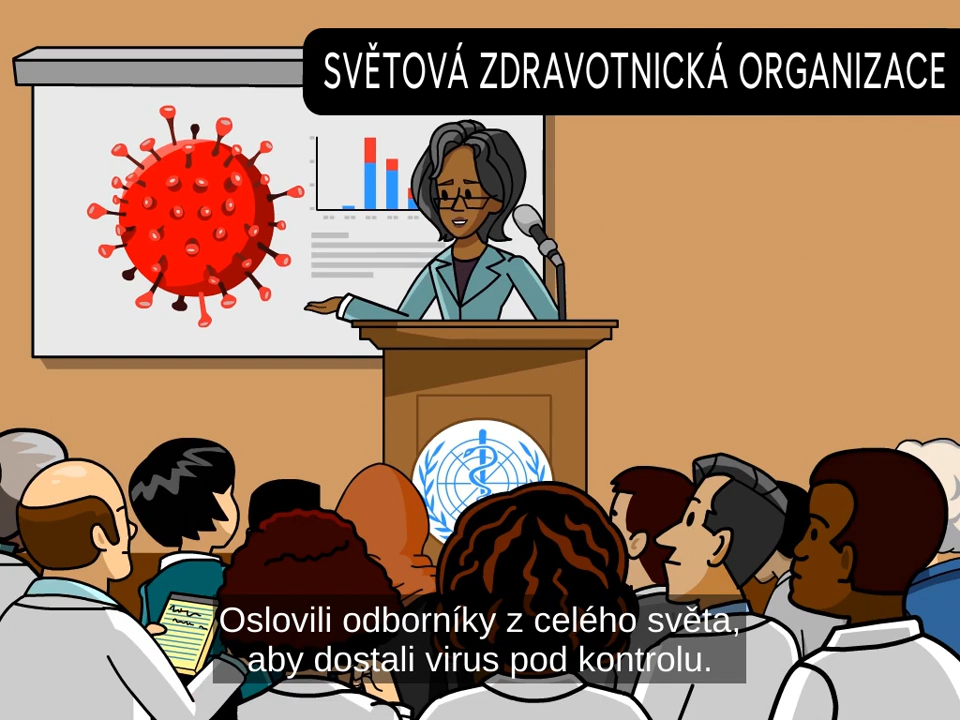 SVĚTOVÁ ZDRAVOTNICKÁ ORGANIZACE
Oslovili odborníky z celého světa,
aby dostali virus pod kontrolu.